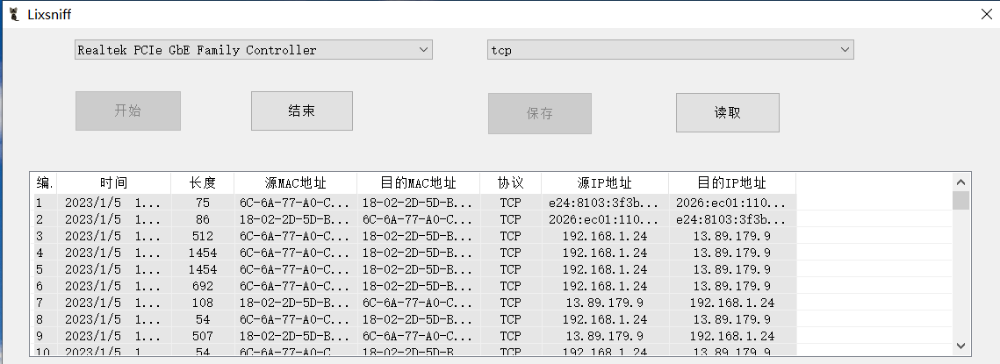 Lixsniff
Realtek PCIe GbE Family Controller tcp
开始 结束 保存 读取
编. 时间 长度 源MAC地址 目的MAC地址 协议 源IP地址 目的IP地址
1 2023/1/5 1... 75 6C-6A-77-A0-C... 18-02-2D-5D-B... TCP e24:8103:3f3b... 2026:ec01:110...
2 2023/1/5 1... 86 18-02-2D-5D-B... 6C-6A-77-A0-C... TCP 2026:ec01:110... e24:8103:3f3b...
3 2023/1/5 1... 512 6C-6A-77-A0-C... 18-02-2D-5D-B... TCP 192.168.1.24 13.89.179.9
4 2023/1/5 1... 1454 6C-6A-77-A0-C... 18-02-2D-5D-B... TCP 192.168.1.24 13.89.179.9
5 2023/1/5 1... 1454 6C-6A-77-A0-C... 18-02-2D-5D-B... TCP 192.168.1.24 13.89.179.9
6 2023/1/5 1... 692 6C-6A-77-A0-C... 18-02-2D-5D-B... TCP 192.168.1.24 13.89.179.9
7 2023/1/5 1... 108 18-02-2D-5D-B... 6C-6A-77-A0-C... TCP 13.89.179.9 192.168.1.24
8 2023/1/5 1... 54 6C-6A-77-A0-C... 18-02-2D-5D-B... TCP 192.168.1.24 13.89.179.9
9 2023/1/5 1... 507 18-02-2D-5D-B... 6C-6A-77-A0-C... TCP 13.89.179.9 192.168.1.24
10 2023/1/5 1... 54 6C-6A-77-A0-C... 18-02-2D-5D-B... TCP 192.168.1.24 13.89.179.9